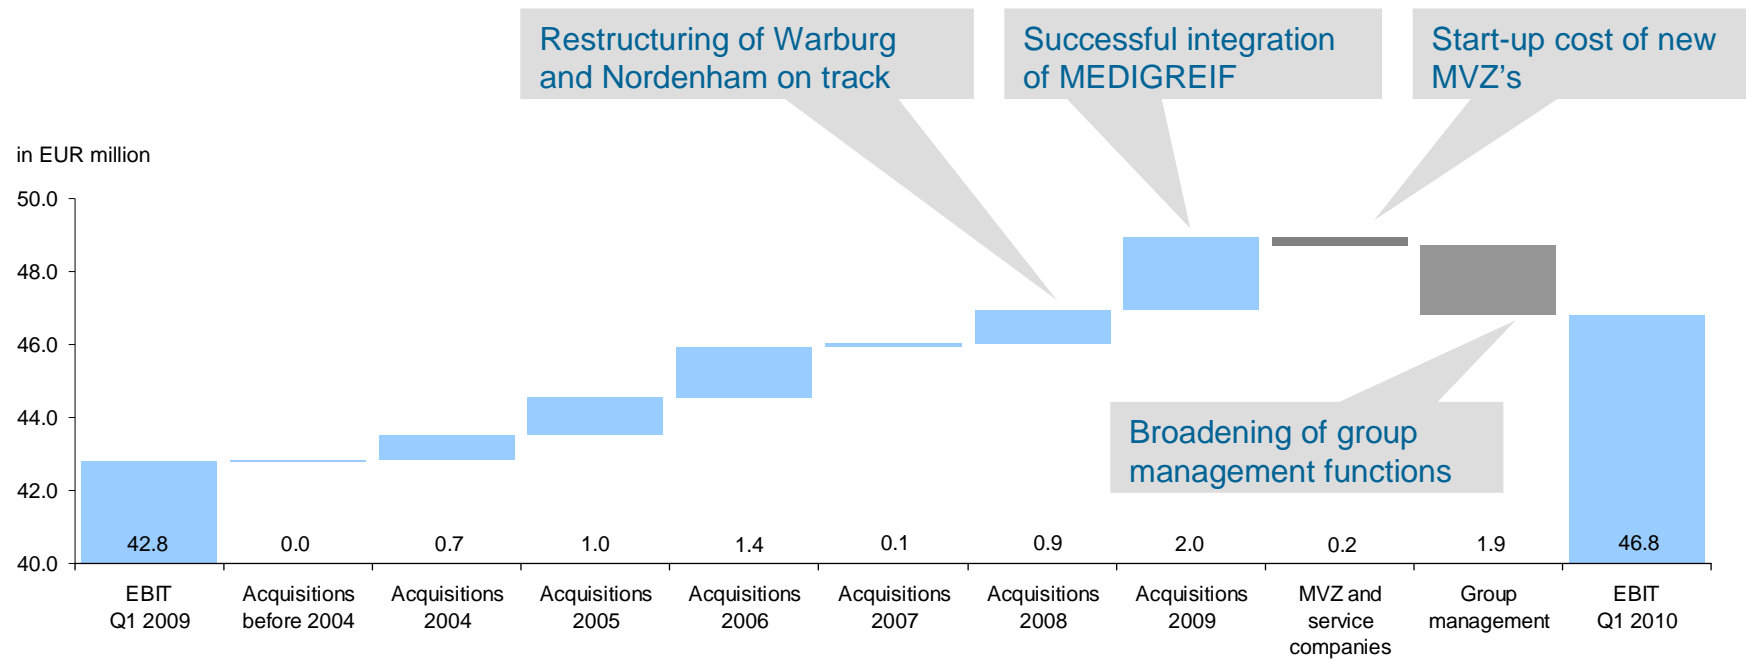 Restructuring of Warburg
and Nordenham on track
Successful integration
of MEDIGREIF
Start-up cost of new
MVZ's
in EUR million
50.0
48.0
46.0
44.0
42.0
40.0
Broadening of group
management functions
42.8
0.0
0.7
1.0
1.4
0.1
0.9
2.0
0.2
1.9
46.8
EBIT
Q1 2009
Acquisitions
before 2004
Acquisitions
2004
Acquisitions
2005
Acquisitions
2006
Acquisitions
2007
Acquisitions
2008
Acquisitions
2009
MVZ and
service
companies
Group
management
EBIT
Q1 2010